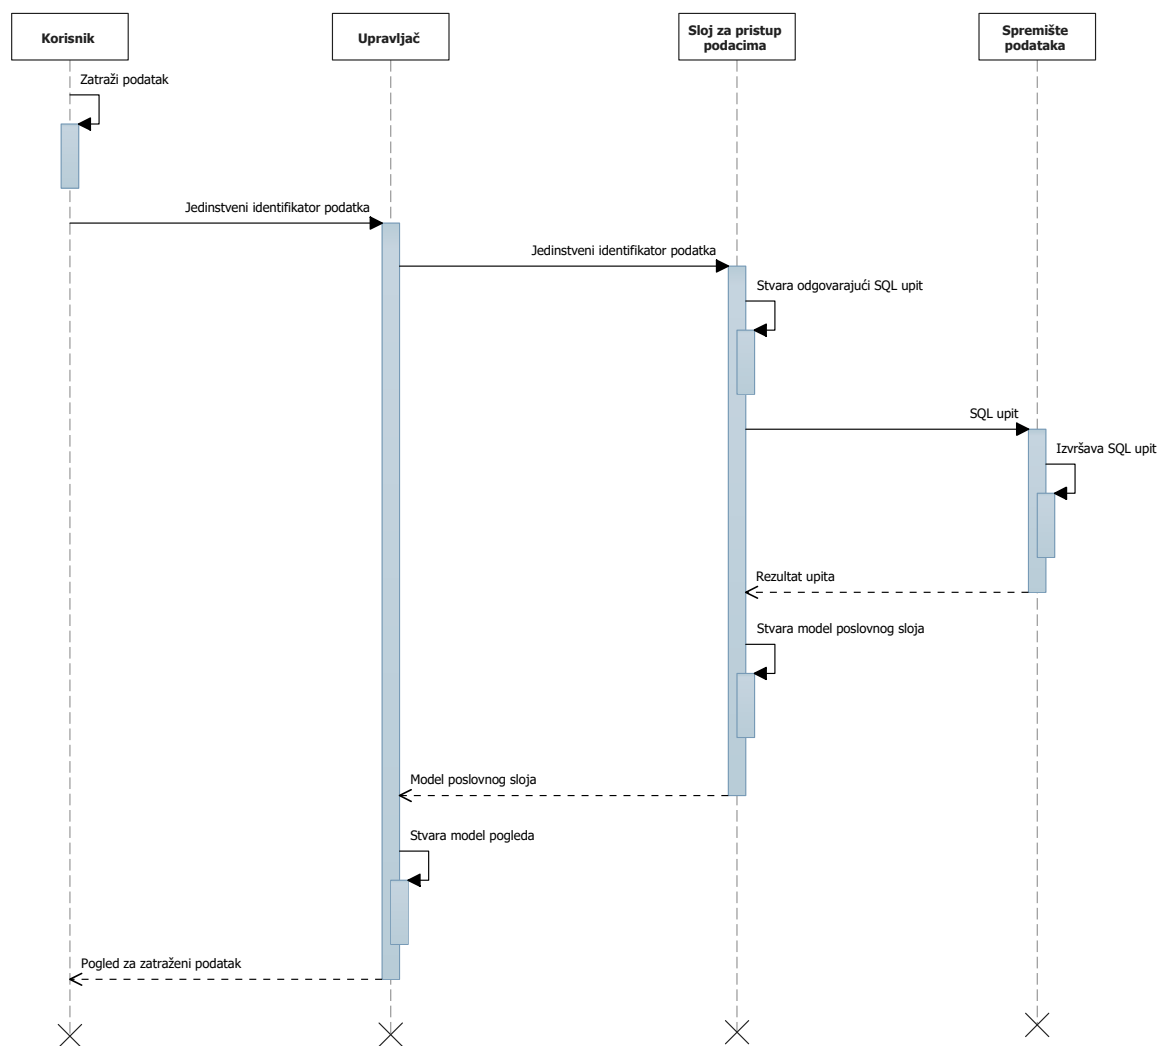 Korisnik
Upravljač
Sloj za pristup
podacima
Spremište
podataka
Zatraži podatak
Jedinstveni identifikator podatka
Jedinstveni identifikator podatka
Stvara odgovarajući SQL upit
SQL upit
Izvršava SQL upit
Rezultat upita
Stvara model poslovnog sloja
Model poslovnog sloja
Stvara model pogleda
Pogled za zatraženi podatak